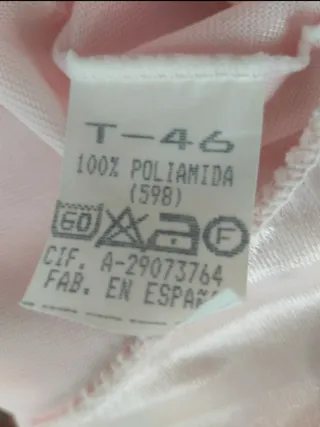 T-46
100% POLIAMIDA
(598)
60 F
CIF. A-29073764
FAB. EN ESPAÑA